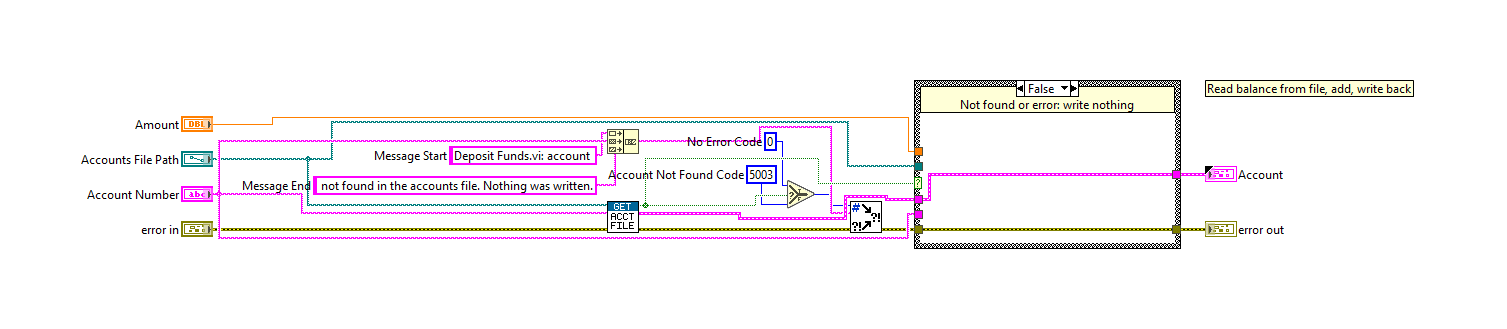 False
Read balance from file, add, write back
Not found or error: write nothing
Amount
DBL
No Error Code
0
Message Start
Deposit Funds.vi: account
Accounts File Path
Account Not Found Code
5003
Account
Message End
not found in the accounts file. Nothing was written.
Account Number
abc
T
?
F
?
GET
ACCT
FILE
#
?!
?!
error in
error out